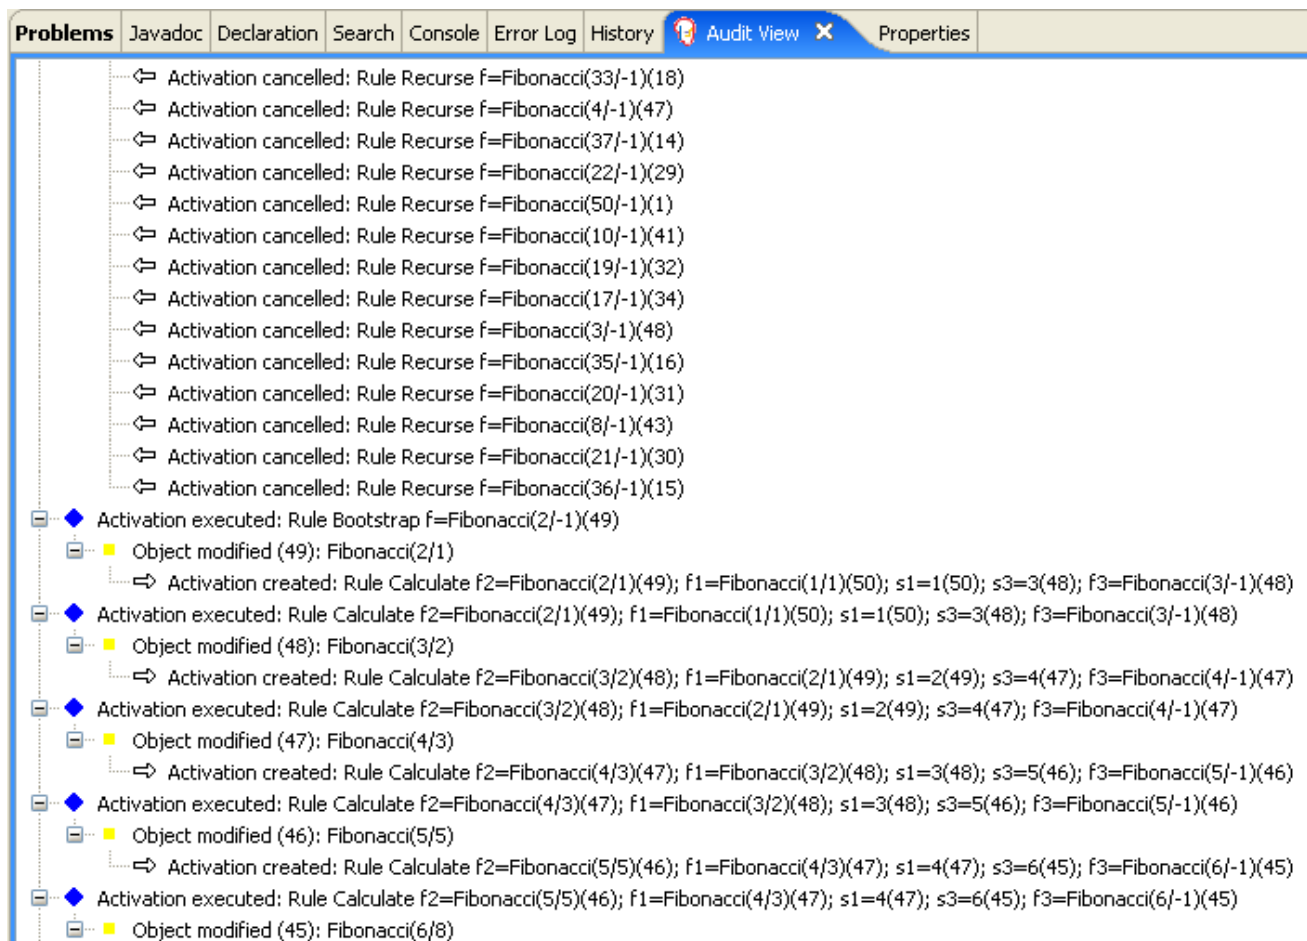 Problems Javadoc Declaration Search Console Error Log History Audit View Properties
Activation cancelled: Rule Recurse f=Fibonacci(33/-1)(18)
Activation cancelled: Rule Recurse f=Fibonacci(4/-1)(47)
Activation cancelled: Rule Recurse f=Fibonacci(37/-1)(14)
Activation cancelled: Rule Recurse f=Fibonacci(22/-1)(29)
Activation cancelled: Rule Recurse f=Fibonacci(50/-1)(1)
Activation cancelled: Rule Recurse f=Fibonacci(10/-1)(41)
Activation cancelled: Rule Recurse f=Fibonacci(19/-1)(32)
Activation cancelled: Rule Recurse f=Fibonacci(17/-1)(34)
Activation cancelled: Rule Recurse f=Fibonacci(3/-1)(48)
Activation cancelled: Rule Recurse f=Fibonacci(35/-1)(16)
Activation cancelled: Rule Recurse f=Fibonacci(20/-1)(31)
Activation cancelled: Rule Recurse f=Fibonacci(8/-1)(43)
Activation cancelled: Rule Recurse f=Fibonacci(21/-1)(30)
Activation cancelled: Rule Recurse f=Fibonacci(36/-1)(15)
Activation executed: Rule Bootstrap f=Fibonacci(2/-1)(49)
Object modified (49): Fibonacci(2/1)
Activation created: Rule Calculate f2=Fibonacci(2/1)(49); f1=Fibonacci(1/1)(50); s1=1(50); s3=3(48); f3=Fibonacci(3/-1)(48)
Activation executed: Rule Calculate f2=Fibonacci(2/1)(49); f1=Fibonacci(1/1)(50); s1=1(50); s3=3(48); f3=Fibonacci(3/-1)(48)
Object modified (48): Fibonacci(3/2)
Activation created: Rule Calculate f2=Fibonacci(3/2)(48); f1=Fibonacci(2/1)(49); s1=2(49); s3=4(47); f3=Fibonacci(4/-1)(47)
Activation executed: Rule Calculate f2=Fibonacci(3/2)(48); f1=Fibonacci(2/1)(49); s1=2(49); s3=4(47); f3=Fibonacci(4/-1)(47)
Object modified (47): Fibonacci(4/3)
Activation created: Rule Calculate f2=Fibonacci(4/3)(47); f1=Fibonacci(3/2)(48); s1=3(48); s3=5(46); f3=Fibonacci(5/-1)(46)
Activation executed: Rule Calculate f2=Fibonacci(4/3)(47); f1=Fibonacci(3/2)(48); s1=3(48); s3=5(46); f3=Fibonacci(5/-1)(46)
Object modified (46): Fibonacci(5/5)
Activation created: Rule Calculate f2=Fibonacci(5/5)(46); f1=Fibonacci(4/3)(47); s1=4(47); s3=6(45); f3=Fibonacci(6/-1)(45)
Activation executed: Rule Calculate f2=Fibonacci(5/5)(46); f1=Fibonacci(4/3)(47); s1=4(47); s3=6(45); f3=Fibonacci(6/-1)(45)
Object modified (45): Fibonacci(6/8)